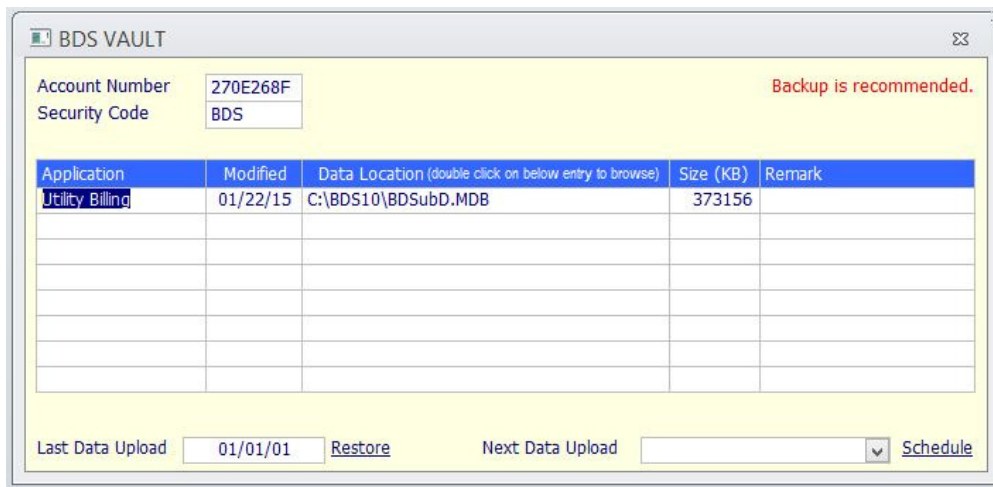 BDS VAULT
Account Number 270E268F Backup is recommended.
Security Code BDS
Application Modified Data Location (double click on below entry to browse) Size (KB) Remark
Utility Billing 01/22/15 C:\BDS10\BDSubD.MDB 373156
Last Data Upload 01/01/01 Restore Next Data Upload Schedule